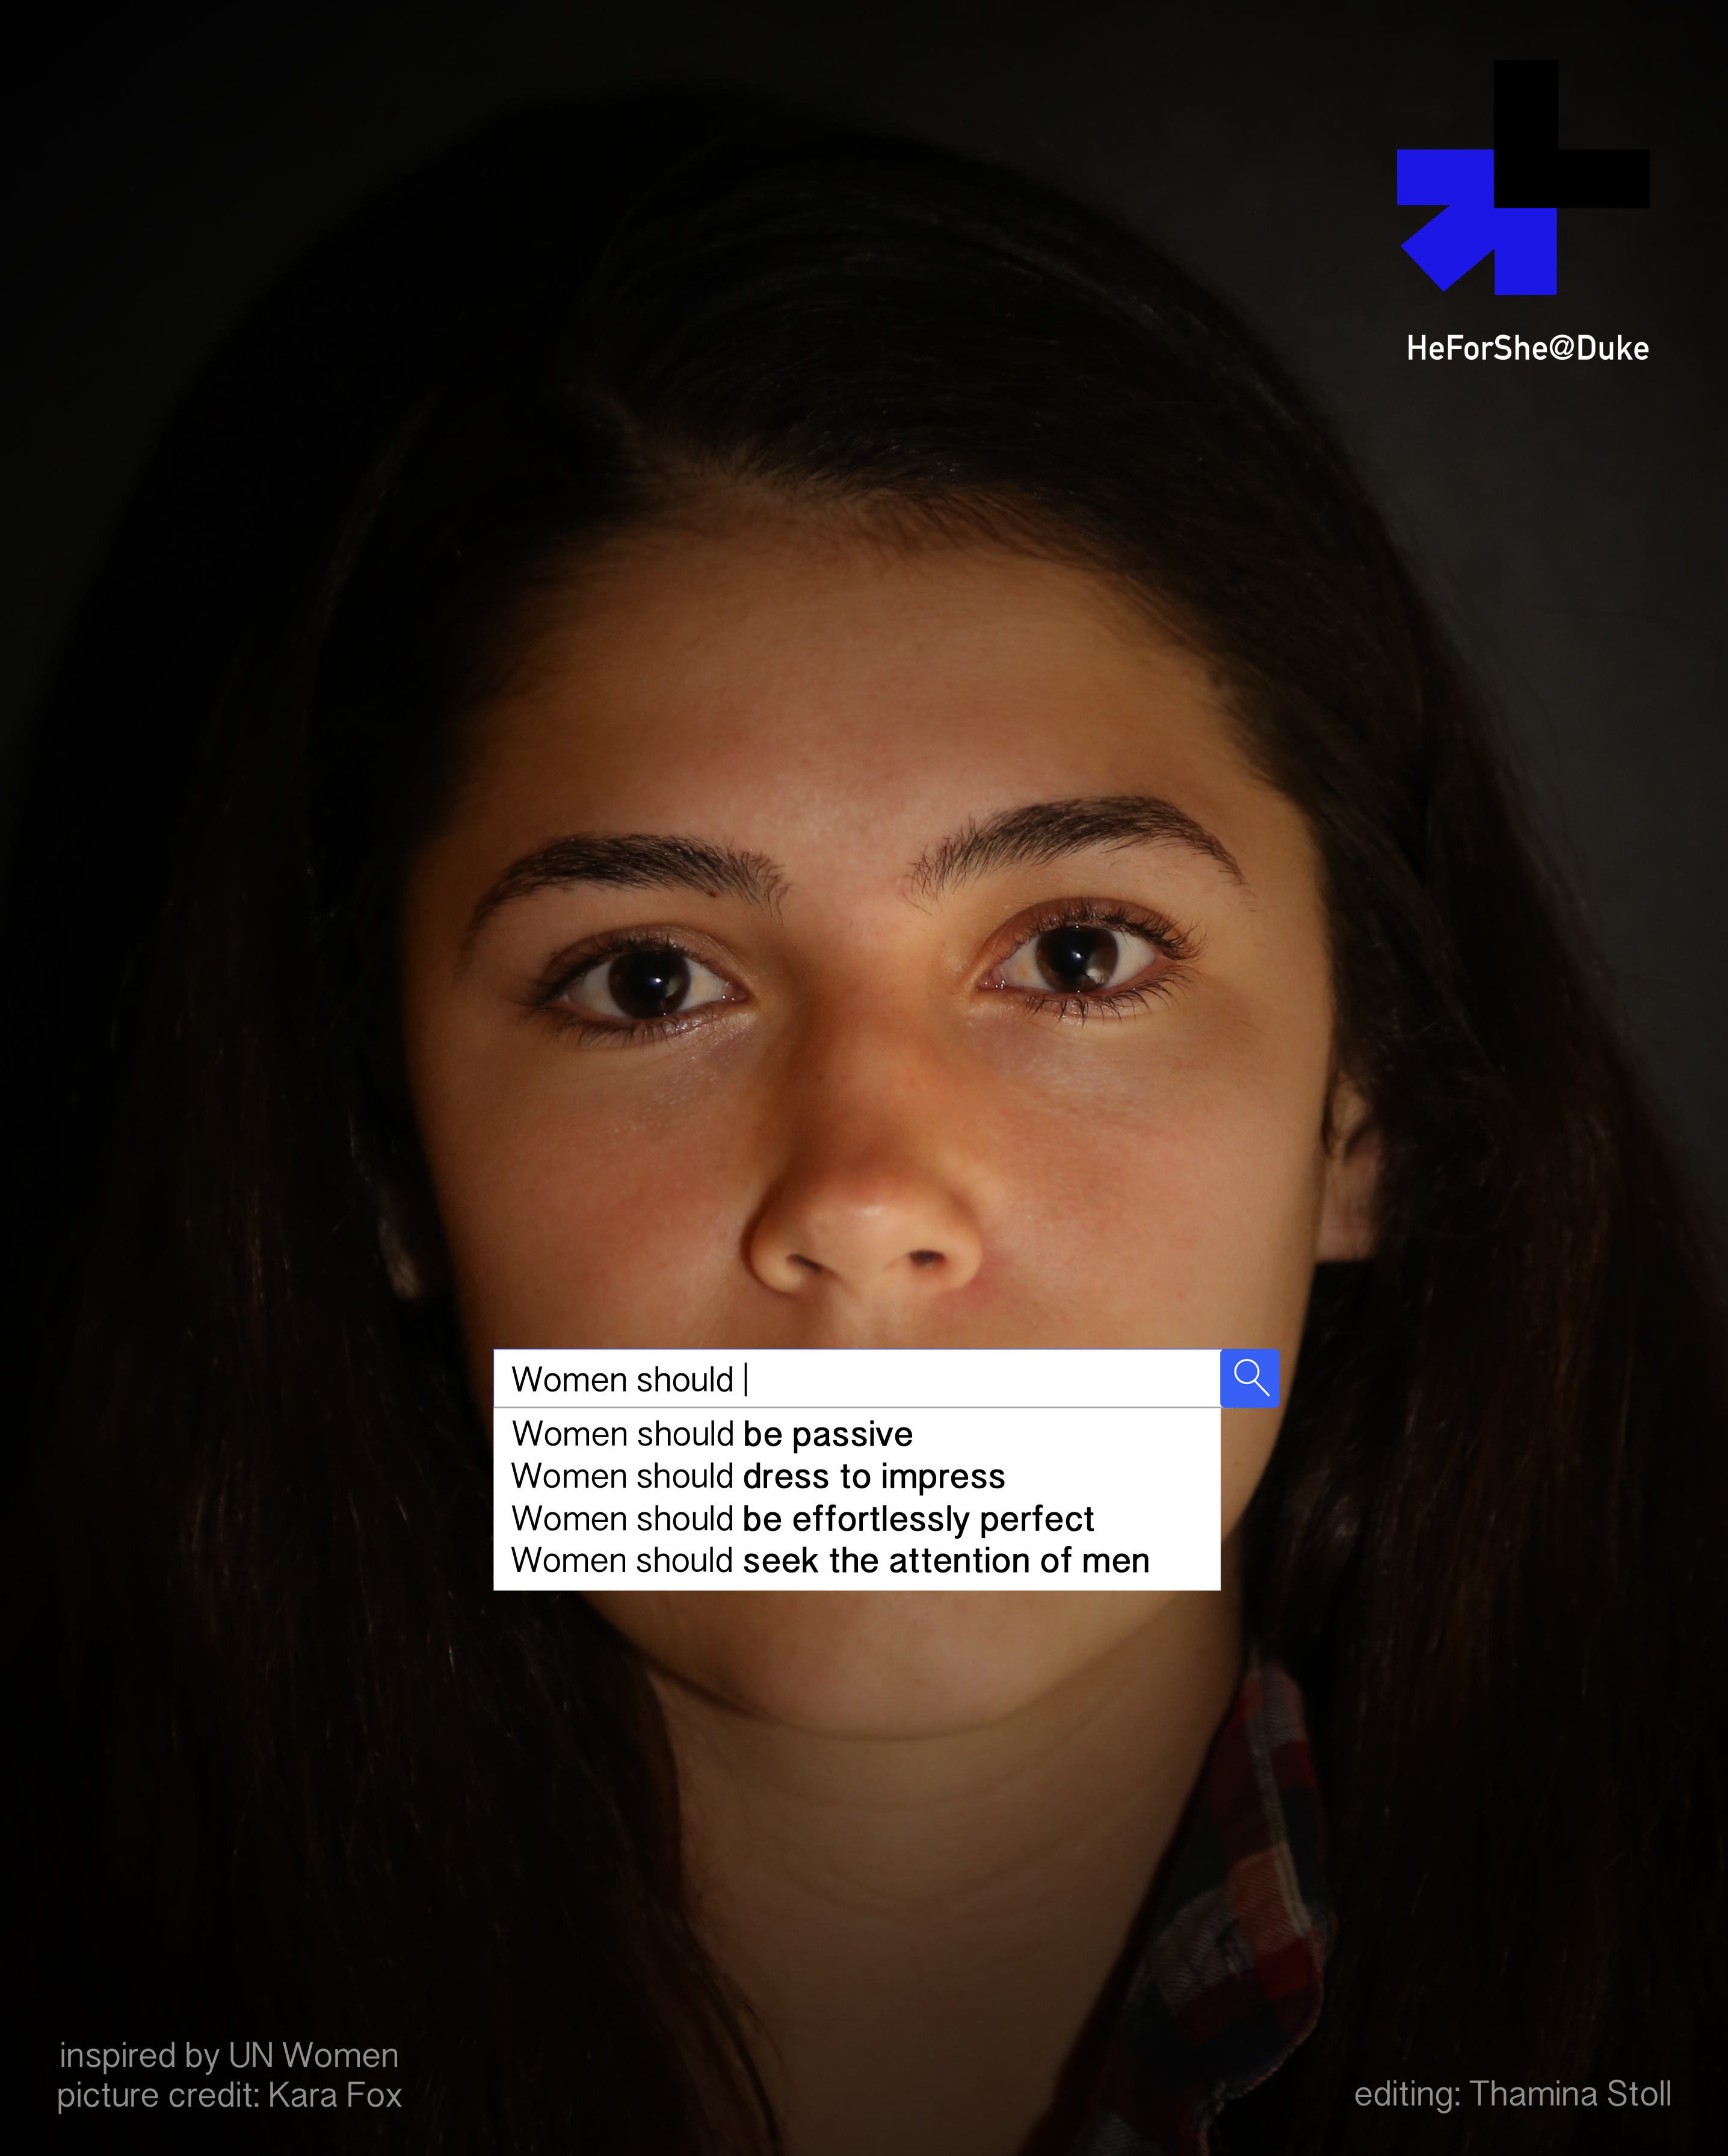 HeForShe@Duke
Women should
Women should be passive
Women should dress to impress
Women should be effortlessly perfect
Women should seek the attention of men
inspired by UN Women
picture credit: Kara Fox
editing: Thamina Stoll